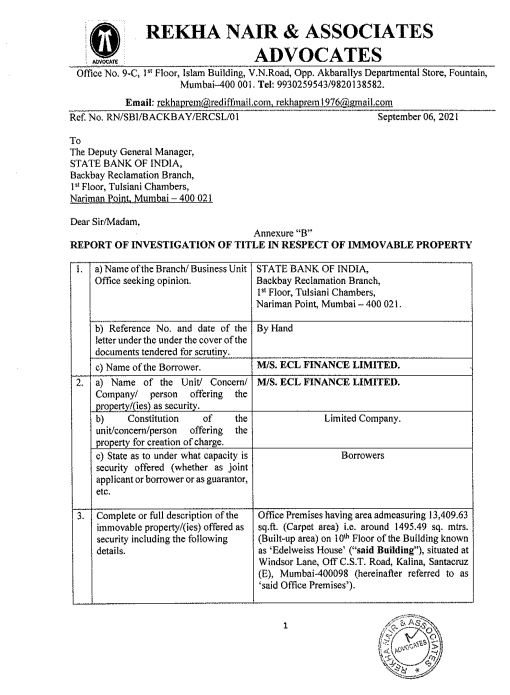 REKHA NAIR & ASSOCIATES
ADVOCATES
ADVOCATE
Office No. 9-C, 1st Floor, Islam Building, V.N.Road, Opp. Akbarallys Departmental Store, Fountain,
Mumbai–400 001. Tel: 9930259543/9820138582.
Email: rekhaprem@rediffmail.com, rekhaprem1976@gmail.com
Ref. No. RN/SBI/BACKBAY/ERCSL/01 September 06, 2021
To
The Deputy General Manager,
STATE BANK OF INDIA,
Backbay Reclamation Branch,
1st Floor, Tulsiani Chambers,
Nariman Point, Mumbai – 400 021
Dear Sir/Madam,
Annexure "B"
REPORT OF INVESTIGATION OF TITLE IN RESPECT OF IMMOVABLE PROPERTY
1. a) Name of the Branch/ Business Unit STATE BANK OF INDIA,
Office seeking opinion. Backbay Reclamation Branch,
1st Floor, Tulsiani Chambers,
Nariman Point, Mumbai – 400 021.
b) Reference No. and date of the By Hand
letter under the under the cover of the
documents tendered for scrutiny.
c) Name of the Borrower. M/S. ECL FINANCE LIMITED.
2. a) Name of the Unit/ Concern/ M/S. ECL FINANCE LIMITED.
Company/ person offering the
property/(ies) as security.
b) Constitution of the Limited Company.
unit/concern/person offering the
property for creation of charge.
c) State as to under what capacity is Borrowers
security offered (whether as joint
applicant or borrower or as guarantor,
etc.
3. Complete or full description of the Office Premises having area admeasuring 13,409.63
immovable property/(ies) offered as sq.ft. (Carpet area) i.e. around 1495.49 sq. mtrs.
security including the following (Built-up area) on 10th Floor of the Building known
details. as 'Edelweiss House' ("said Building"), situated at
Windsor Lane, Off C.S.T. Road, Kalina, Santacruz
(E), Mumbai-400098 (hereinafter referred to as
'said Office Premises').
1
REKHA NAIR & ASSOCIATES
ADVOCATES